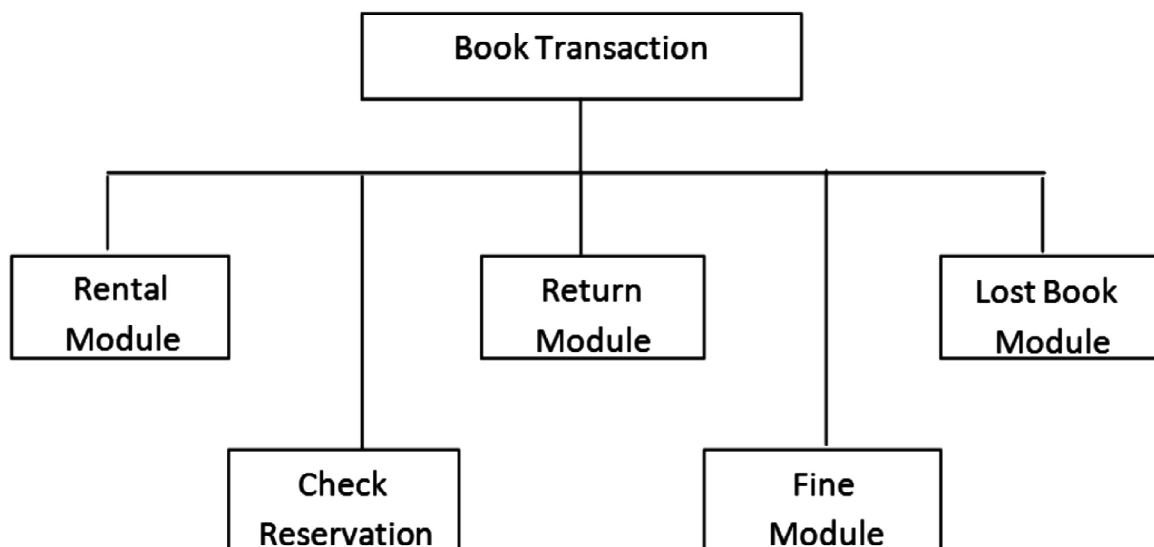 Book Transaction
Rental
Module
Return
Module
Lost Book
Module
Check
Reservation
Fine
Module